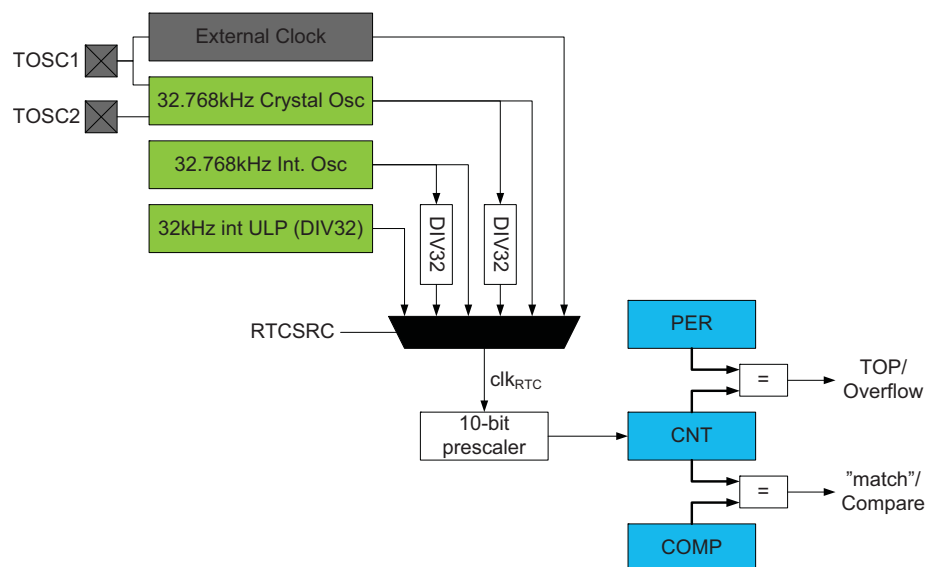 External Clock
TOSC1
32.768kHz Crystal Osc
TOSC2
32.768kHz Int. Osc
32kHz int ULP (DIV32)
DIV32
DIV32
RTCSRC
PER
clkRTC
=
TOP/
Overflow
10-bit
prescaler
CNT
=
"match"/
Compare
COMP